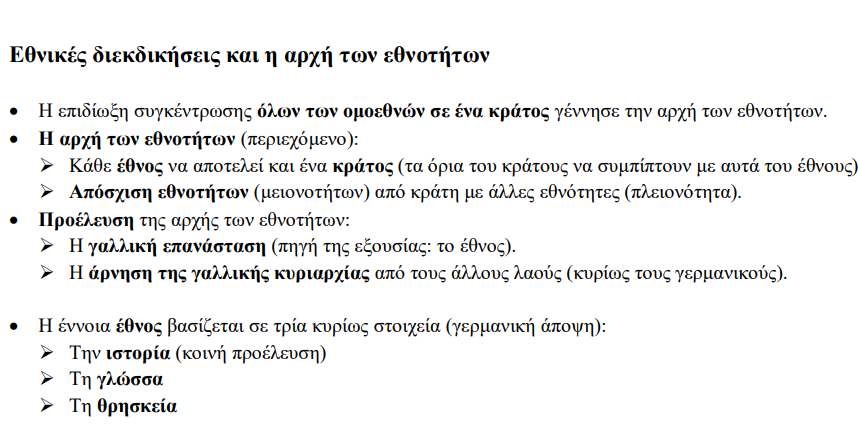 Εθνικές διεκδικήσεις και η αρχή των εθνοτήτων
• Η επιδίωξη συγκέντρωσης όλων των ομοεθνών σε ένα κράτος γέννησε την αρχή των εθνοτήτων.
• Η αρχή των εθνοτήτων (περιεχόμενο):
➢ Κάθε έθνος να αποτελεί και ένα κράτος (τα όρια του κράτους να συμπίπτουν με αυτά του έθνους)
➢ Απόσχιση εθνοτήτων (μειονοτήτων) από κράτη με άλλες εθνότητες (πλειονότητα).
• Προέλευση της αρχής των εθνοτήτων:
➢ Η γαλλική επανάσταση (πηγή της εξουσίας: το έθνος).
➢ Η άρνηση της γαλλικής κυριαρχίας από τους άλλους λαούς (κυρίως τους γερμανικούς).
• Η έννοια έθνος βασίζεται σε τρία κυρίως στοιχεία (γερμανική άποψη):
➢ Την ιστορία (κοινή προέλευση)
➢ Τη γλώσσα
➢ Τη θρησκεία